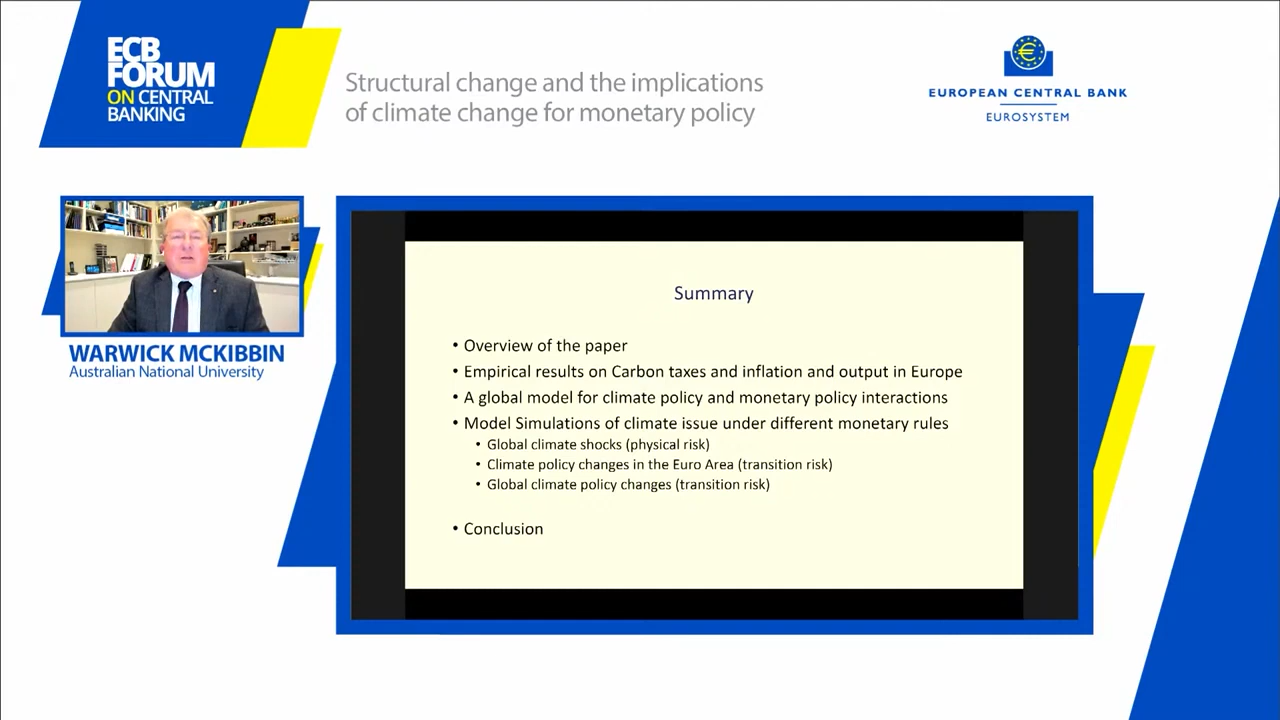 ECB
FORUM
ON CENTRAL
BANKING
Structural change and the implications
of climate change for monetary policy
EUROPEAN CENTRAL BANK
EUROSYSTEM
WARWICK MCKIBBIN
Australian National University
Summary
• Overview of the paper
• Empirical results on Carbon taxes and inflation and output in Europe
• A global model for climate policy and monetary policy interactions
• Model Simulations of climate issue under different monetary rules
• Global climate shocks (physical risk)
• Climate policy changes in the Euro Area (transition risk)
• Global climate policy changes (transition risk)
• Conclusion